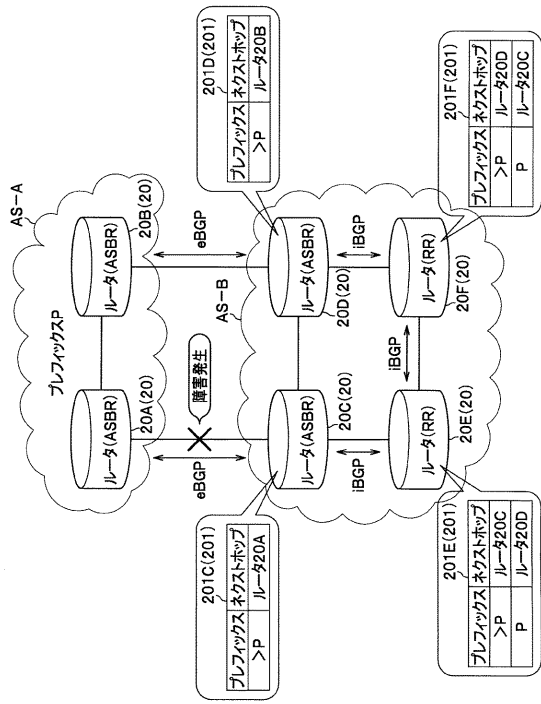 AS-A
プレフィックスP
20A(20)
ルータ(ASBR)
20B(20)
ルータ(ASBR)
eBGP
障害発生
eBGP
AS-B
201C(201)
プレフィックス ネクストホップ
>P ルータ20A
201D(201)
プレフィックス ネクストホップ
>P ルータ20B
ルータ(ASBR)
20C(20)
ルータ(ASBR)
20D(20)
iBGP
iBGP
iBGP
ルータ(RR)
20E(20)
ルータ(RR)
20F(20)
201E(201)
プレフィックス ネクストホップ
>P ルータ20C
P ルータ20D
201F(201)
プレフィックス ネクストホップ
>P ルータ20D
P ルータ20C